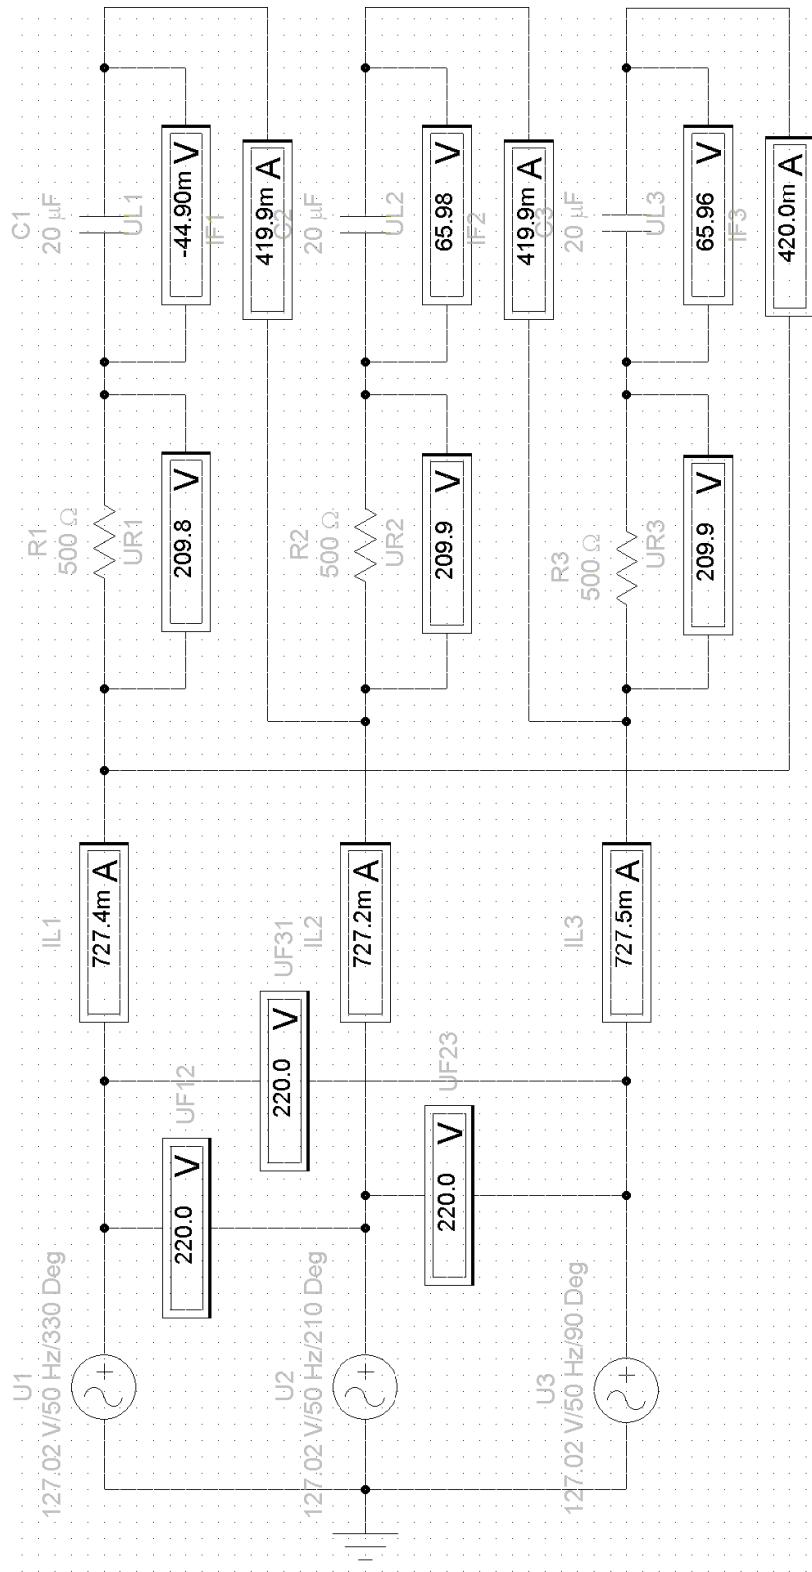 C1
20 µF
UL1
-44.90m V
IF1
419.9m A
C2
20 µF
UL2
65.98 V
IF2
419.9m A
C3
20 µF
UL3
65.96 V
IF3
420.0m A
R1
500 Ω
UR1
209.8 V
R2
500 Ω
UR2
209.9 V
R3
500 Ω
UR3
209.9 V
IL1
727.4m A
IL2
727.2m A
IL3
727.5m A
UF31
220.0 V
UF12
220.0 V
UF23
220.0 V
U1
127.02 V/50 Hz/330 Deg
U2
127.02 V/50 Hz/210 Deg
U3
127.02 V/50 Hz/90 Deg